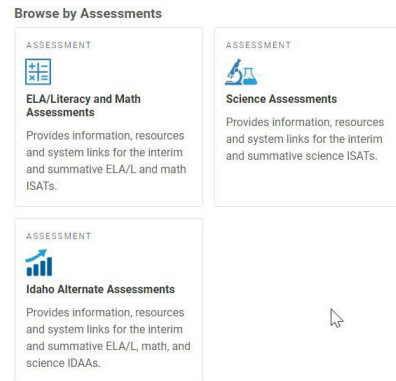 Browse by Assessments
ASSESSMENT
ELA/Literacy and Math
Assessments
Provides information, resources
and system links for the interim
and summative ELA/L and math
ISATs.
ASSESSMENT
Science Assessments
Provides information, resources
and system links for the interim
and summative science ISATs.
ASSESSMENT
Idaho Alternate Assessments
Provides information, resources
and system links for the interim
and summative ELA/L, math, and
science IDAAs.